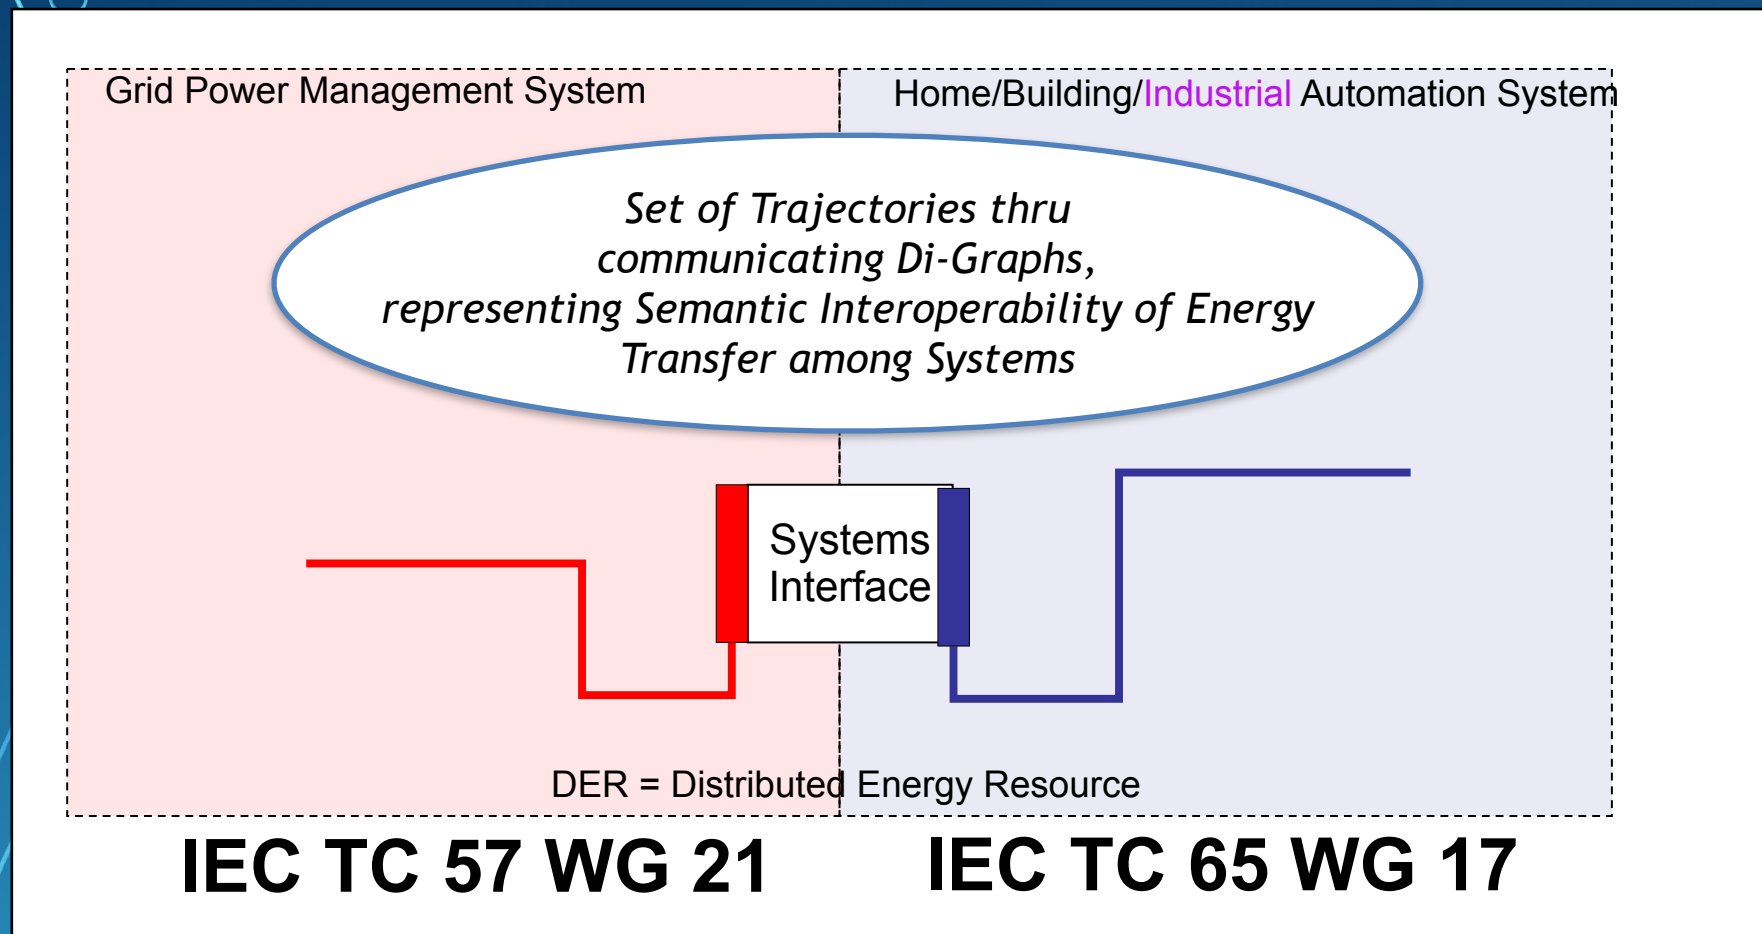 Grid Power Management System
Home/Building/Industrial Automation System
Set of Trajectories thru
communicating Di-Graphs,
representing Semantic Interoperability of Energy
Transfer among Systems
Systems
Interface
DER = Distributed Energy Resource
IEC TC 57 WG 21
IEC TC 65 WG 17